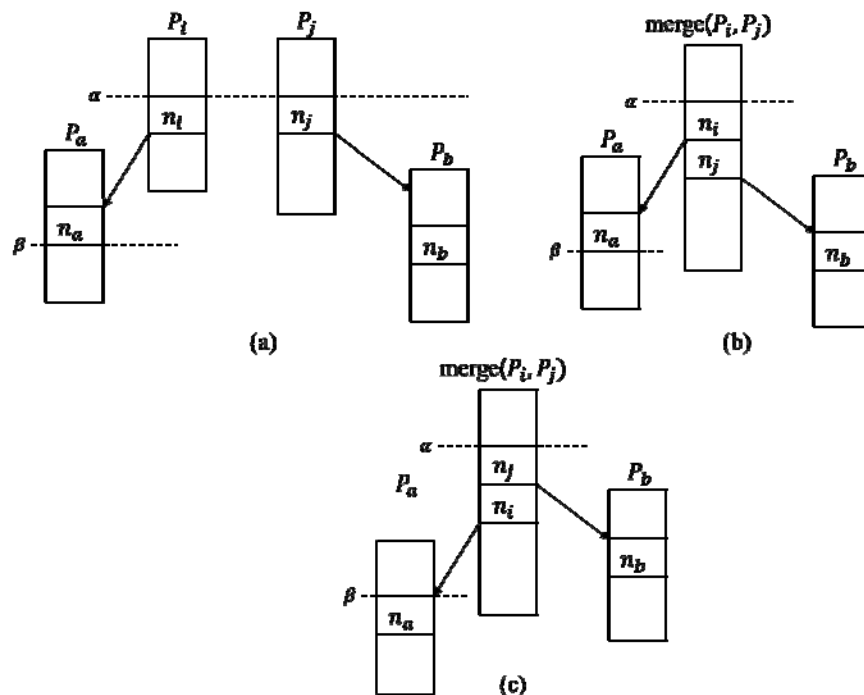 P_i P_j
α
n_i n_j
P_a
P_b
n_a
β
n_b
(a)
merge(P_i, P_j)
α
n_i
P_a
n_j
P_b
n_a
β
n_b
(b)
merge(P_i, P_j)
α
n_j
P_a
P_b
n_i
n_b
β
n_a
(c)